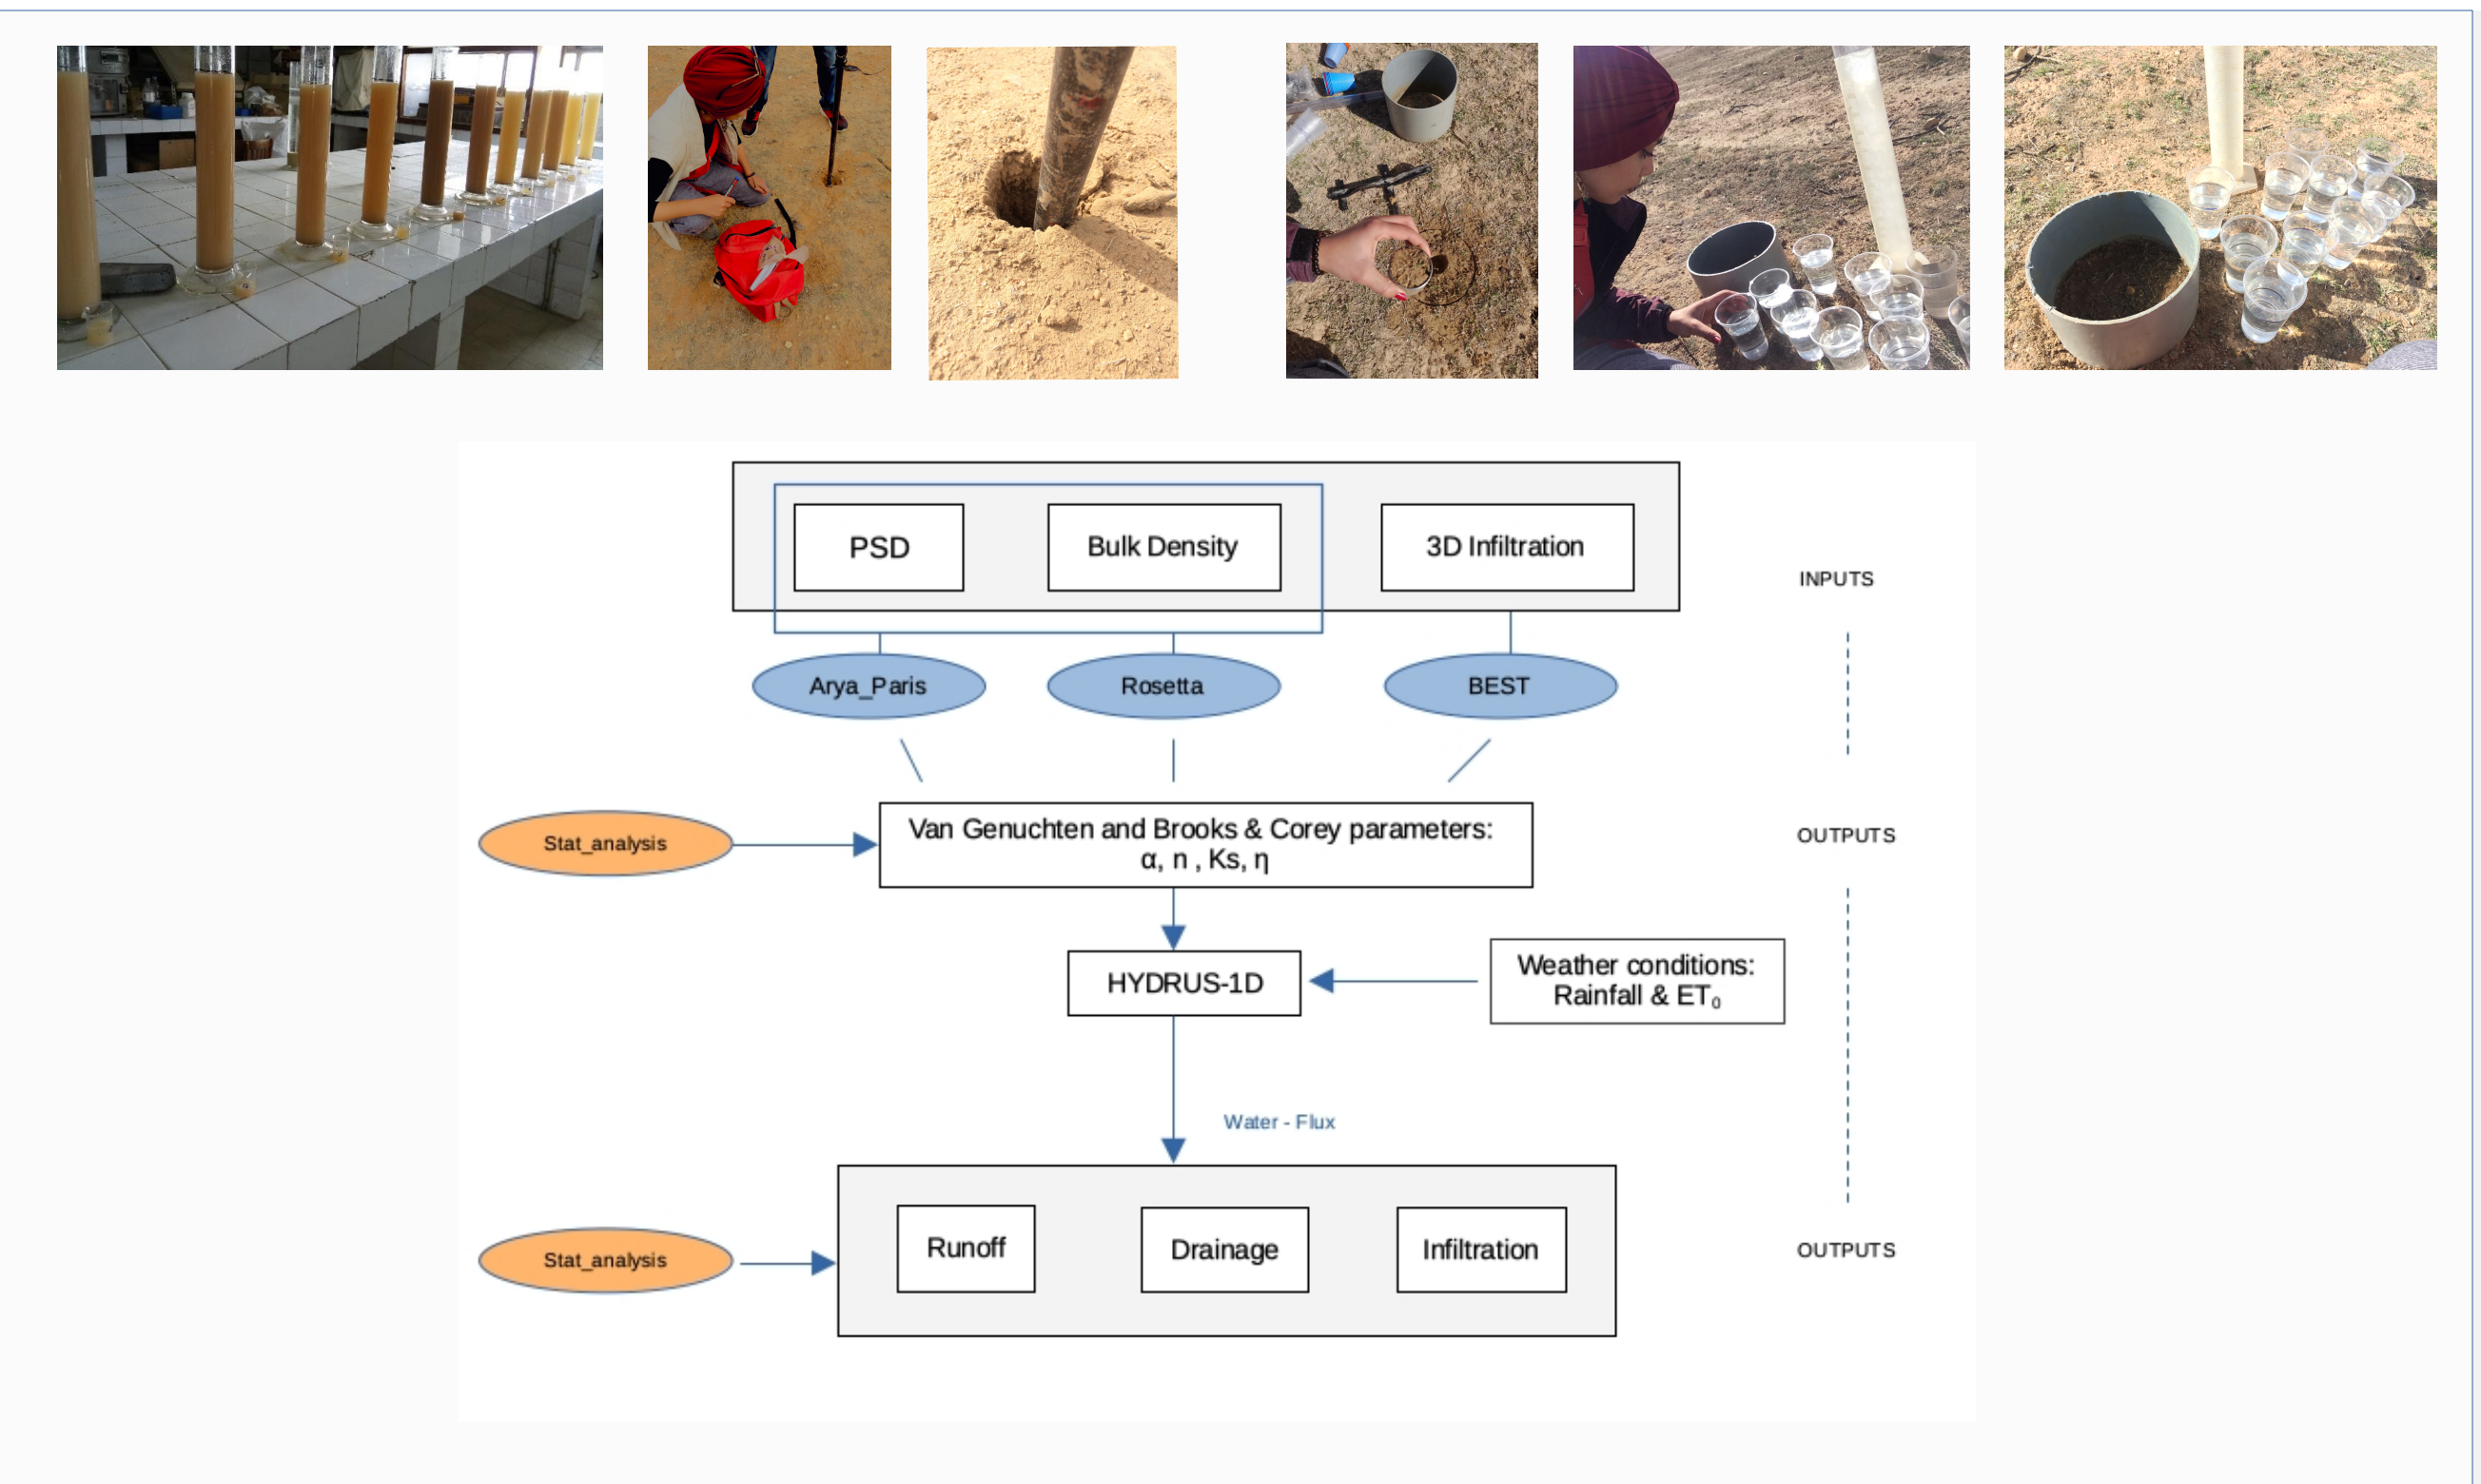 PSD
Bulk Density
3D Infiltration
INPUTS
Arya_Paris
Rosetta
BEST
Stat_analysis
Van Genuchten and Brooks & Corey parameters:
α, n , Ks, η
OUTPUTS
HYDRUS-1D
Weather conditions:
Rainfall & ET₀
Water - Flux
Stat_analysis
Runoff
Drainage
Infiltration
OUTPUTS